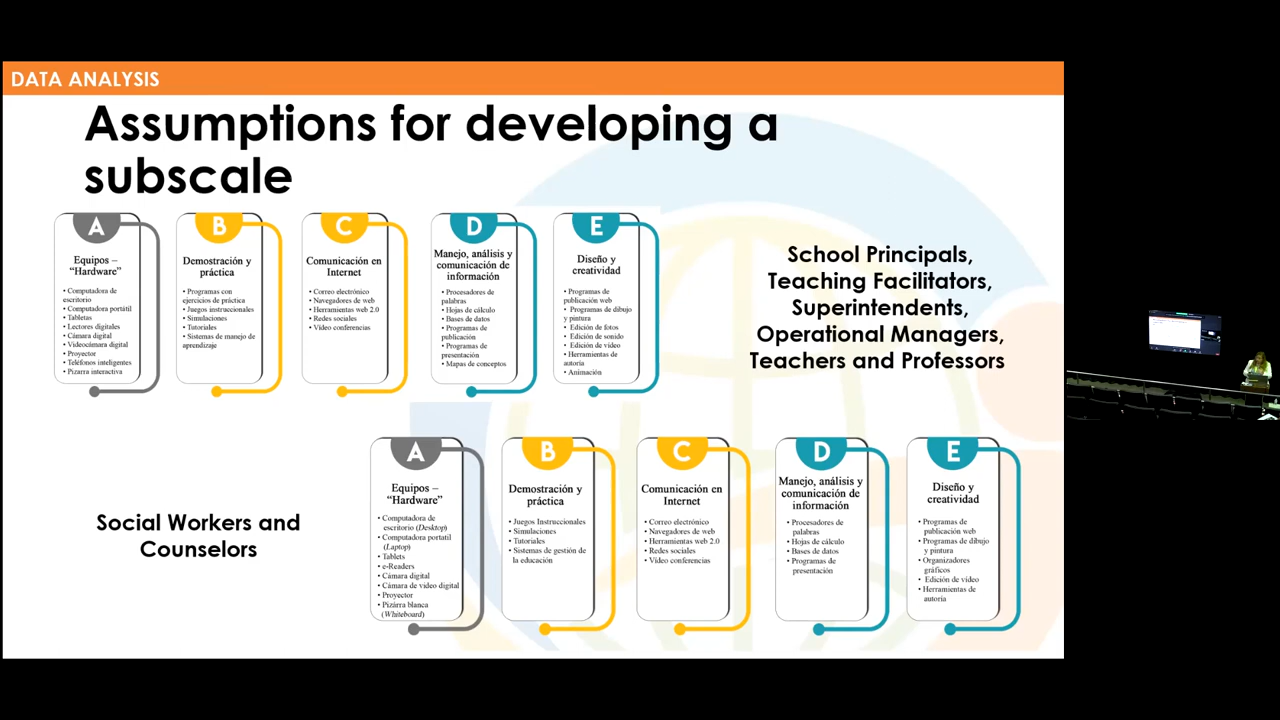 DATA ANALYSIS
Assumptions for developing a
subscale
A
Equipos –
“Hardware”
• Computadora de
escritorio
• Computadora portátil
• Tabletas
• Lectores digitales
• Cámara digital
• Videocámara digital
• Proyector
• Teléfonos inteligentes
• Pizarra interactiva
B
Demostración y
práctica
• Programas con
ejercicios de práctica
• Juegos instruccionales
• Simulaciones
• Tutoriales
• Sistemas de manejo de
aprendizaje
C
Comunicación en
Internet
• Correo electrónico
• Navegadores de web
• Herramientas web 2.0
• Redes sociales
• Vídeo conferencias
D
Manejo, análisis y
comunicación de
información
• Procesadores de
palabras
• Hojas de cálculo
• Bases de datos
• Programas de
publicación
• Programas de
presentación
• Mapas de conceptos
E
Diseño y
creatividad
• Programas de
publicación web
• Programas de dibujo
y pintura
• Edición de fotos
• Edición de sonido
• Edición de vídeo
• Herramientas de
autoría
• Animación
School Principals,
Teaching Facilitators,
Superintendents,
Operational Managers,
Teachers and Professors
Social Workers and
Counselors
A
Equipos –
“Hardware”
• Computadora de
escritorio (Desktop)
• Computadora portatil
(Laptop)
• Tablets
• e-Readers
• Cámara digital
• Cámara de video digital
• Proyector
• Pizárra blanca
(Whiteboard)
B
Demostración y
práctica
• Juegos Instruccionales
• Simulaciones
• Tutoriales
• Sistemas de gestión de
la educación
C
Comunicación en
Internet
• Correo electrónico
• Navegadores de web
• Herramientas web 2.0
• Redes sociales
• Vídeo conferencias
D
Manejo, análisis y
comunicación de
información
• Procesadores de
palabras
• Hojas de cálculo
• Bases de datos
• Programas de
presentación
E
Diseño y
creatividad
• Programas de
publicación web
• Programas de dibujo
y pintura
• Organizadores
gráficos
• Edición de vídeo
• Herramientas de
autoría